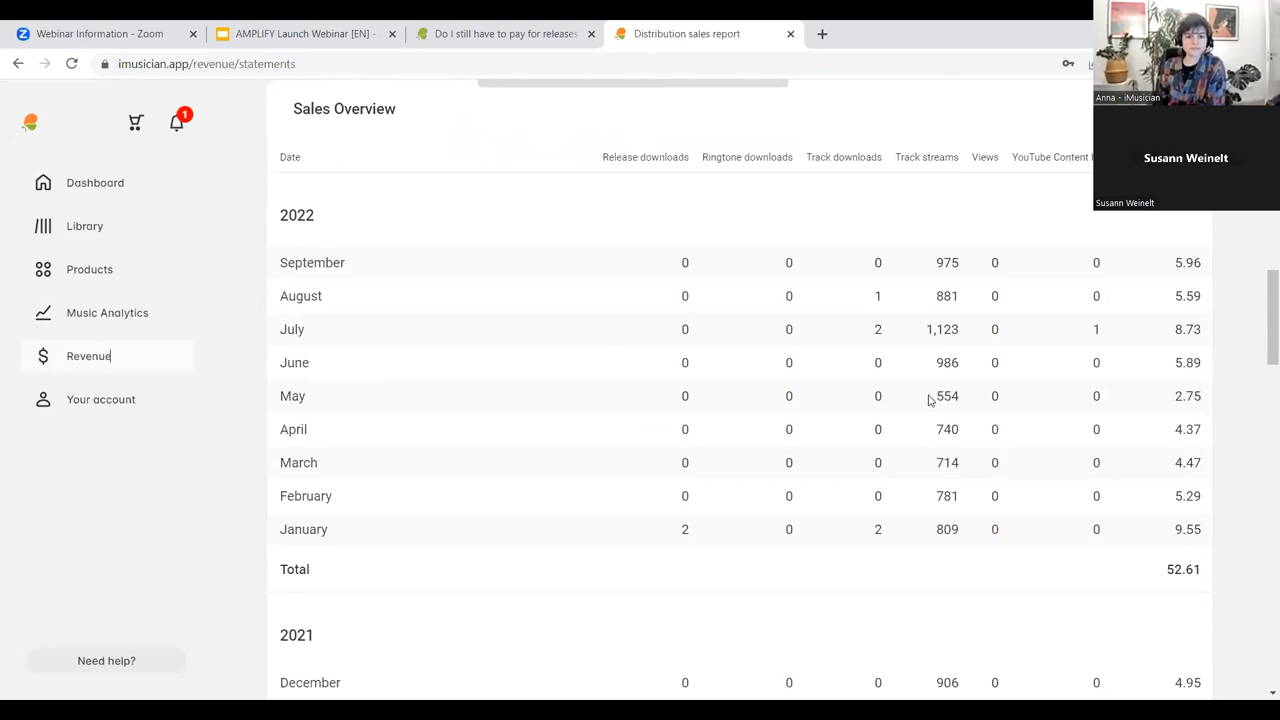 Webinar Information - Zoom
AMPLIFY Launch Webinar [EN] -
Do I still have to pay for releases
Distribution sales report
imusician.app/revenue/statements
Anna - iMusician
Susann Weinelt
Susann Weinelt
1
Dashboard
Library
Products
Music Analytics
Revenue
Your account
Need help?
Sales Overview
Date Release downloads Ringtone downloads Track downloads Track streams Views YouTube Content
2022
September 0 0 0 975 0 0 5.96
August 0 0 1 881 0 0 5.59
July 0 0 2 1,123 0 1 8.73
June 0 0 0 986 0 0 5.89
May 0 0 0 554 0 0 2.75
April 0 0 0 740 0 0 4.37
March 0 0 0 714 0 0 4.47
February 0 0 0 781 0 0 5.29
January 2 0 2 809 0 0 9.55
Total 52.61
2021
December 0 0 0 906 0 0 4.95